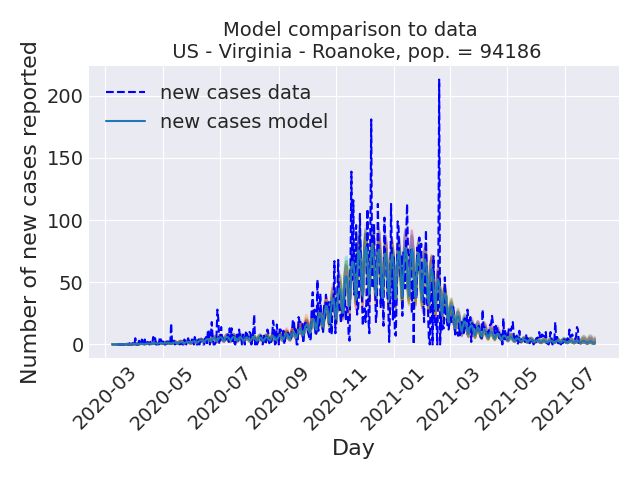 Model comparison to data
US - Virginia - Roanoke, pop. = 94186
Number of new cases reported
200
150
100
50
0
new cases data
new cases model
2020-03
2020-05
2020-07
2020-09
2020-11
2021-01
2021-03
2021-05
2021-07
Day